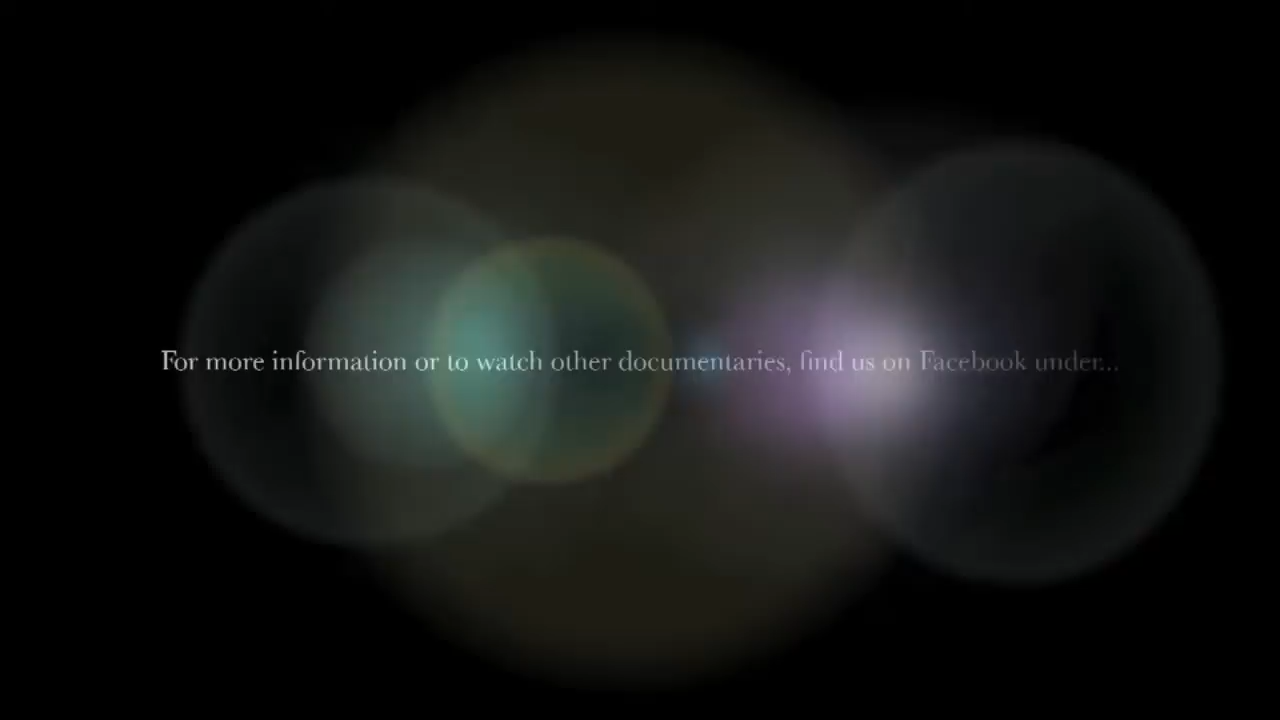 For more information or to watch other documentaries, find us on Facebook under...